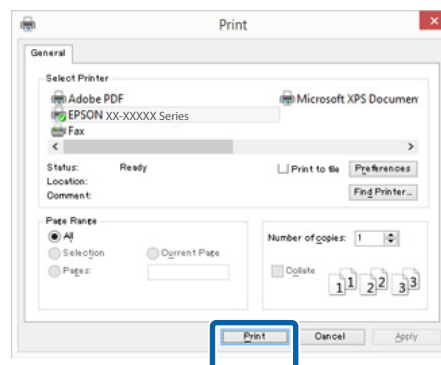 Print
General
Select Printer
Adobe PDF
Microsoft XPS Documen
EPSON XX-XXXXX Series
Fax
Status: Ready
Print to file
Preferences
Location:
Comment:
Find Printer...
Page Range
All
Selection
Current Page
Pages:
Number of copies: 1
Collate
1 1 2 2 3 3
Print
Cancel
Apply